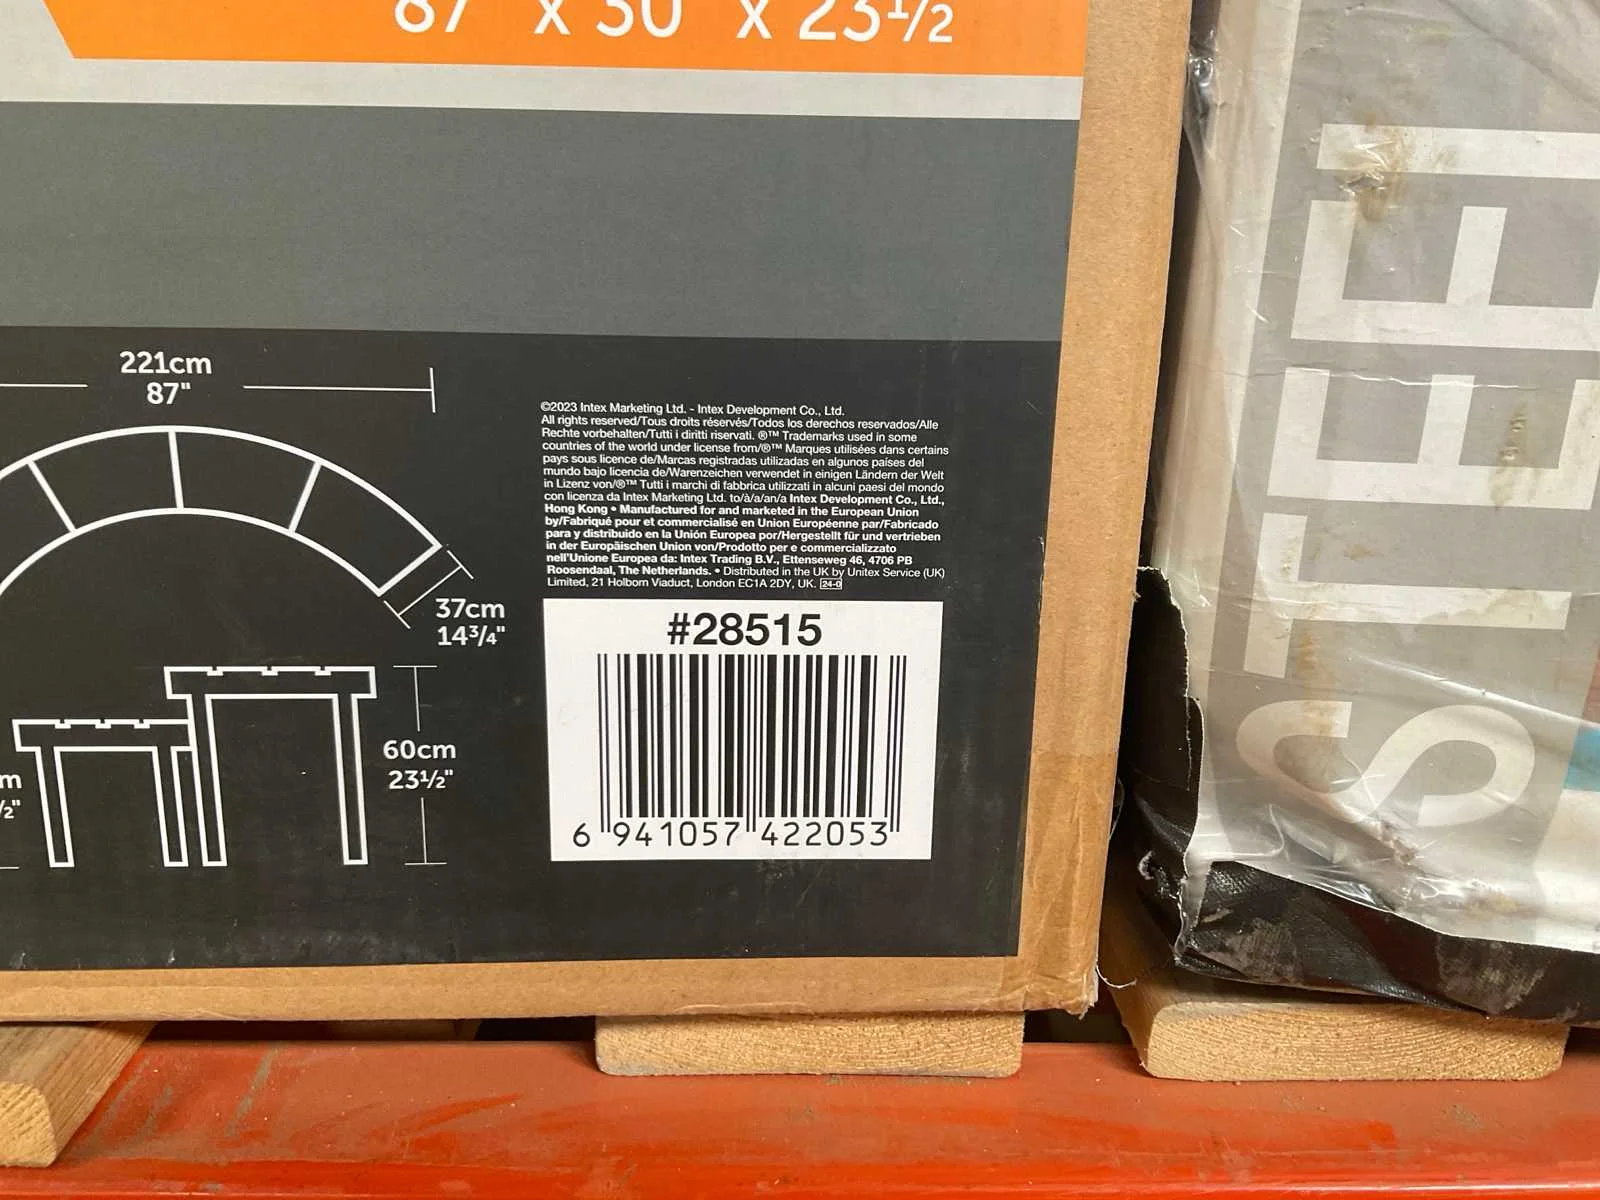 87" x 30" x 23½
221cm
87"
©2023 Intex Marketing Ltd. - Intex Development Co., Ltd.
All rights reserved/Tous droits réservés/Todos los derechos reservados/Alle
Rechte vorbehalten/Tutti i diritti riservati. ®™ Trademarks used in some
countries of the world under license from/®™ Marques utilisées dans certains
pays sous licence de/Marcas registradas utilizadas en algunos países del
mundo bajo licencia de/Warenzeichen verwendet in einigen Ländern der Welt
in Lizenz von/®™ Tutti i marchi di fabbrica utilizzati in alcuni paesi del mondo
con licenza da Intex Marketing Ltd. to/à/a/an/a Intex Development Co., Ltd.,
Hong Kong • Manufactured for and marketed in the European Union
by/Fabriqué pour et commercialisé en Union Européenne par/Fabricado
para y distribuido en la Unión Europea por/Hergestellt für und vertrieben
in der Europäischen Union von/Prodotto per e commercializzato
nell'Unione Europea da: Intex Trading B.V., Ettenseweg 46, 4706 PB
Roosendaal, The Netherlands. • Distributed in the UK by Unitex Service (UK)
Limited, 21 Holborn Viaduct, London EC1A 2DY, UK. 24-0
37cm
14¾"
#28515
60cm
23½"
6 941057 422053
STEEL